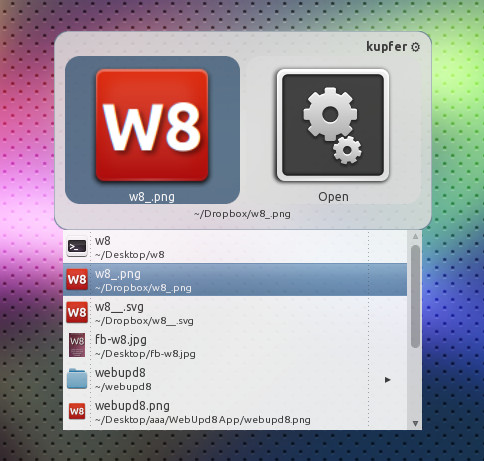 kupfer
W8
w8_.png
Open
~/Dropbox/w8_.png
>_
w8
~/Desktop/w8
W8
w8_.png
~/Dropbox/w8_.png
W8
w8__.svg
~/Dropbox/w8__.svg
W8
fb-w8.jpg
~/Desktop/fb-w8.jpg
webupd8
~/webupd8
W8
webupd8.png
~/Desktop/aaa/WebUpd8 App/webupd8.png